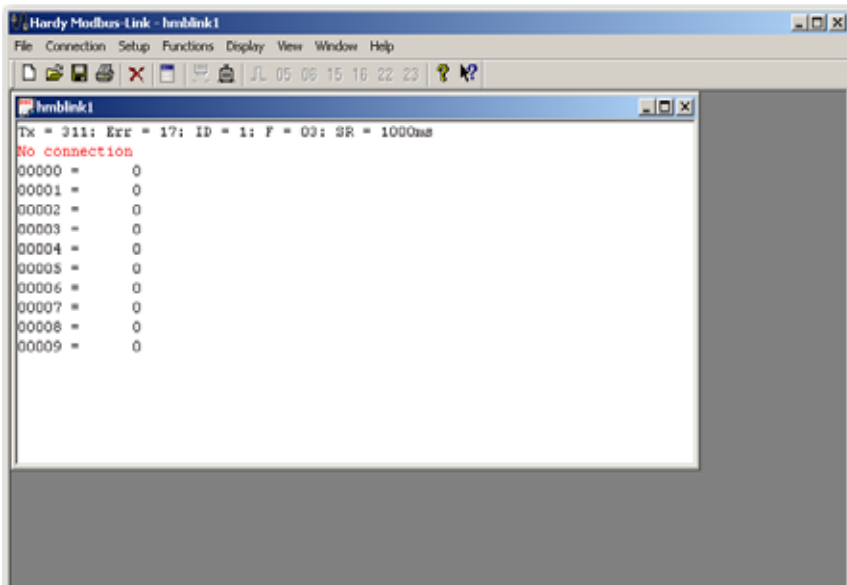 Hardy Modbus-Link - hmblink1
File Connection Setup Functions Display View Window Help
05 06 15 16 22 23
hmblink1
Tx = 311: Err = 17: ID = 1: F = 03: SR = 1000ms
No connection
00000 = 0
00001 = 0
00002 = 0
00003 = 0
00004 = 0
00005 = 0
00006 = 0
00007 = 0
00008 = 0
00009 = 0